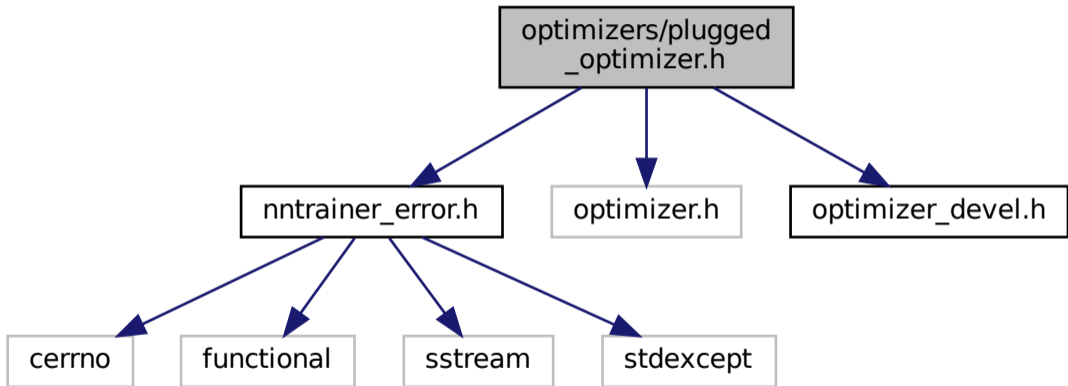 optimizers/plugged
_optimizer.h
nntrainer_error.h
optimizer.h
optimizer_devel.h
cerrno
functional
sstream
stdexcept